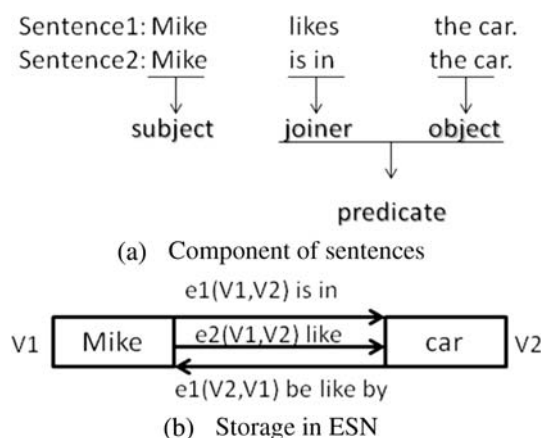 Sentence1: Mike likes the car.
Sentence2: Mike is in the car.
subject joiner object
predicate
(a) Component of sentences
e1(V1,V2) is in
V1 Mike e2(V1,V2) like car V2
e1(V2,V1) be like by
(b) Storage in ESN